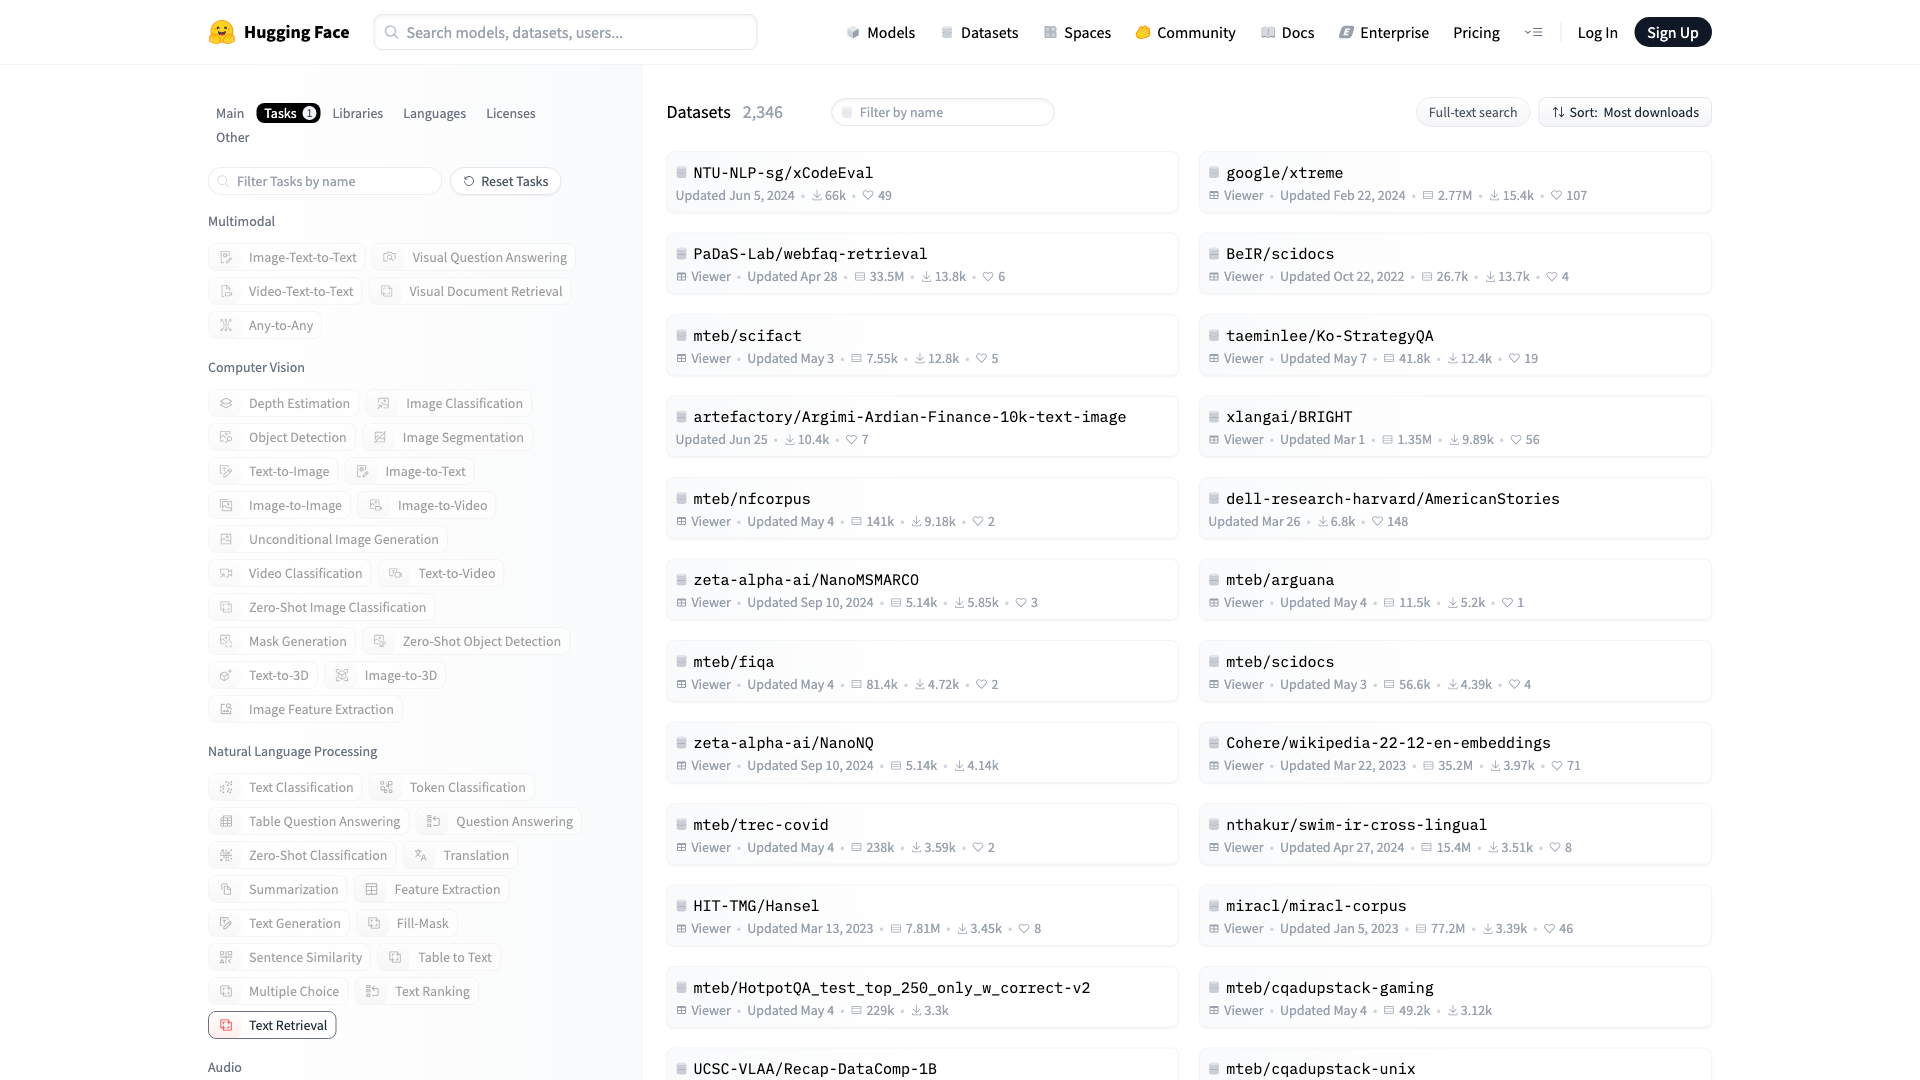 Hugging Face
Search models, datasets, users...
Models
Datasets
Spaces
Community
Docs
Enterprise
Pricing
Log In
Sign Up
Main
Tasks 1
Libraries
Languages
Licenses
Other
Filter Tasks by name
Reset Tasks
Multimodal
Image-Text-to-Text
Visual Question Answering
Video-Text-to-Text
Visual Document Retrieval
Any-to-Any
Computer Vision
Depth Estimation
Image Classification
Object Detection
Image Segmentation
Text-to-Image
Image-to-Text
Image-to-Image
Image-to-Video
Unconditional Image Generation
Video Classification
Text-to-Video
Zero-Shot Image Classification
Mask Generation
Zero-Shot Object Detection
Text-to-3D
Image-to-3D
Image Feature Extraction
Natural Language Processing
Text Classification
Token Classification
Table Question Answering
Question Answering
Zero-Shot Classification
Translation
Summarization
Feature Extraction
Text Generation
Fill-Mask
Sentence Similarity
Table to Text
Multiple Choice
Text Ranking
Text Retrieval
Audio
Datasets 2,346
Filter by name
Full-text search
Sort: Most downloads
NTU-NLP-sg/xCodeEval
Updated Jun 5, 2024 • 66k • 49
google/xtreme
Viewer • Updated Feb 22, 2024 • 2.77M • 15.4k • 107
PaDaS-Lab/webfaq-retrieval
Viewer • Updated Apr 28 • 33.5M • 13.8k • 6
BeIR/scidocs
Viewer • Updated Oct 22, 2022 • 26.7k • 13.7k • 4
mteb/scifact
Viewer • Updated May 3 • 7.55k • 12.8k • 5
taeminlee/Ko-StrategyQA
Viewer • Updated May 7 • 41.8k • 12.4k • 19
artefactory/Argimi-Ardian-Finance-10k-text-image
Updated Jun 25 • 10.4k • 7
xlangai/BRIGHT
Viewer • Updated Mar 1 • 1.35M • 9.89k • 56
mteb/nfcorpus
Viewer • Updated May 4 • 141k • 9.18k • 2
dell-research-harvard/AmericanStories
Updated Mar 26 • 6.8k • 148
zeta-alpha-ai/NanoMSMARCO
Viewer • Updated Sep 10, 2024 • 5.14k • 5.85k • 3
mteb/arguana
Viewer • Updated May 4 • 11.5k • 5.2k • 1
mteb/fiqa
Viewer • Updated May 4 • 81.4k • 4.72k • 2
mteb/scidocs
Viewer • Updated May 3 • 56.6k • 4.39k • 4
zeta-alpha-ai/NanoNQ
Viewer • Updated Sep 10, 2024 • 5.14k • 4.14k
Cohere/wikipedia-22-12-en-embeddings
Viewer • Updated Mar 22, 2023 • 35.2M • 3.97k • 71
mteb/trec-covid
Viewer • Updated May 4 • 238k • 3.59k • 2
nthakur/swim-ir-cross-lingual
Viewer • Updated Apr 27, 2024 • 15.4M • 3.51k • 8
HIT-TMG/Hansel
Viewer • Updated Mar 13, 2023 • 7.81M • 3.45k • 8
miracl/miracl-corpus
Viewer • Updated Jan 5, 2023 • 77.2M • 3.39k • 46
mteb/HotpotQA_test_top_250_only_w_correct-v2
Viewer • Updated May 4 • 229k • 3.3k
mteb/cqadupstack-gaming
Viewer • Updated May 4 • 49.2k • 3.12k
UCSC-VLAA/Recap-DataComp-1B
mteb/cqadupstack-unix